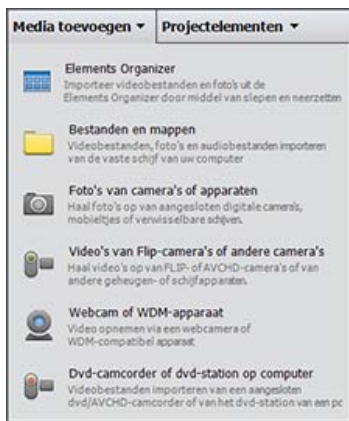 Media toevoegen ▾ Projectelementen ▾
Elements Organizer
Importeer videobestanden en foto's uit de
Elements Organizer door middel van slepen en neerzetten
Bestanden en mappen
Videobestanden, foto's en audiobestanden importeren
van de vaste schijf van uw computer
Foto's van camera's of apparaten
Haal foto's op van aangesloten digitale camera's,
mobieltjes of verwisselbare schijven.
Video's van Flip-camera's of andere camera's
Haal video's op van FLIP- of AVCHD-camera's of van
andere geheugen- of schijfapparaten.
Webcam of WDM-apparaat
Video opnemen via een webcamera of
WDM-compatibel apparaat
Dvd-camcorder of dvd-station op computer
Videobestanden importeren van een aangesloten
dvd/AVCHD-camcorder of van het dvd-station van een pc